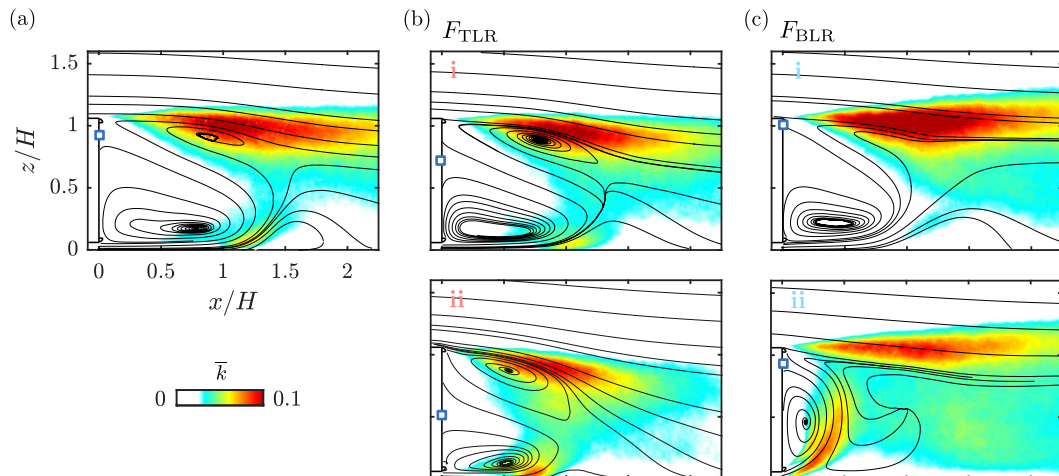 (a)
(b)
(c)
F_TLR
F_BLR
i
i
1.5
1
0.5
0
z/H
0 0.5 1 1.5 2
x/H
ii
ii
k̅
0 0.1